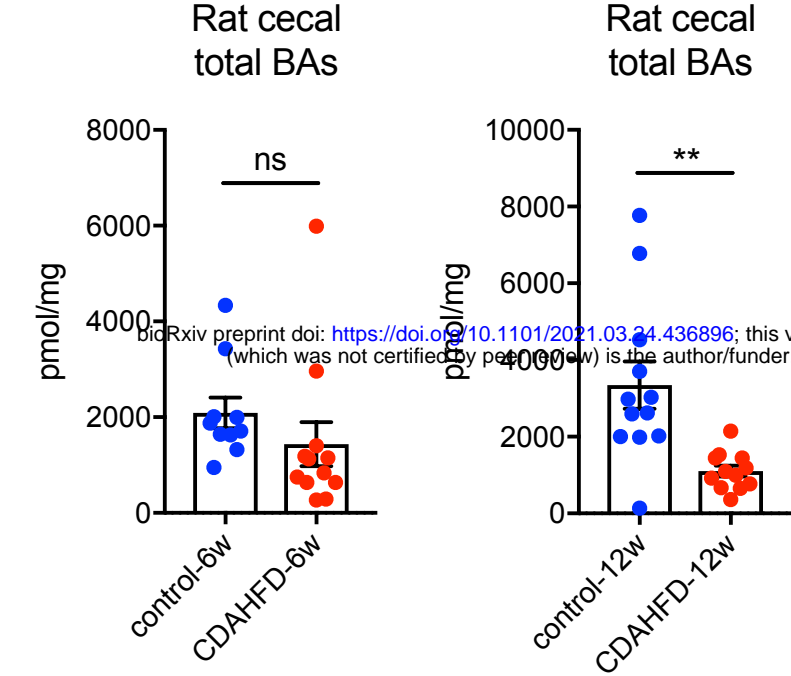 Rat cecal
total BAs
8000
6000
4000
2000
0
pmol/mg
ns
control-6w
CDAHFD-6w
Rat cecal
total BAs
10000
8000
6000
4000
2000
0
pmol/mg
**
control-12w
CDAHFD-12w
bioRxiv preprint doi: https://doi.org/10.1101/2021.03.24.436896; this v
(which was not certified by peer review) is the author/funder